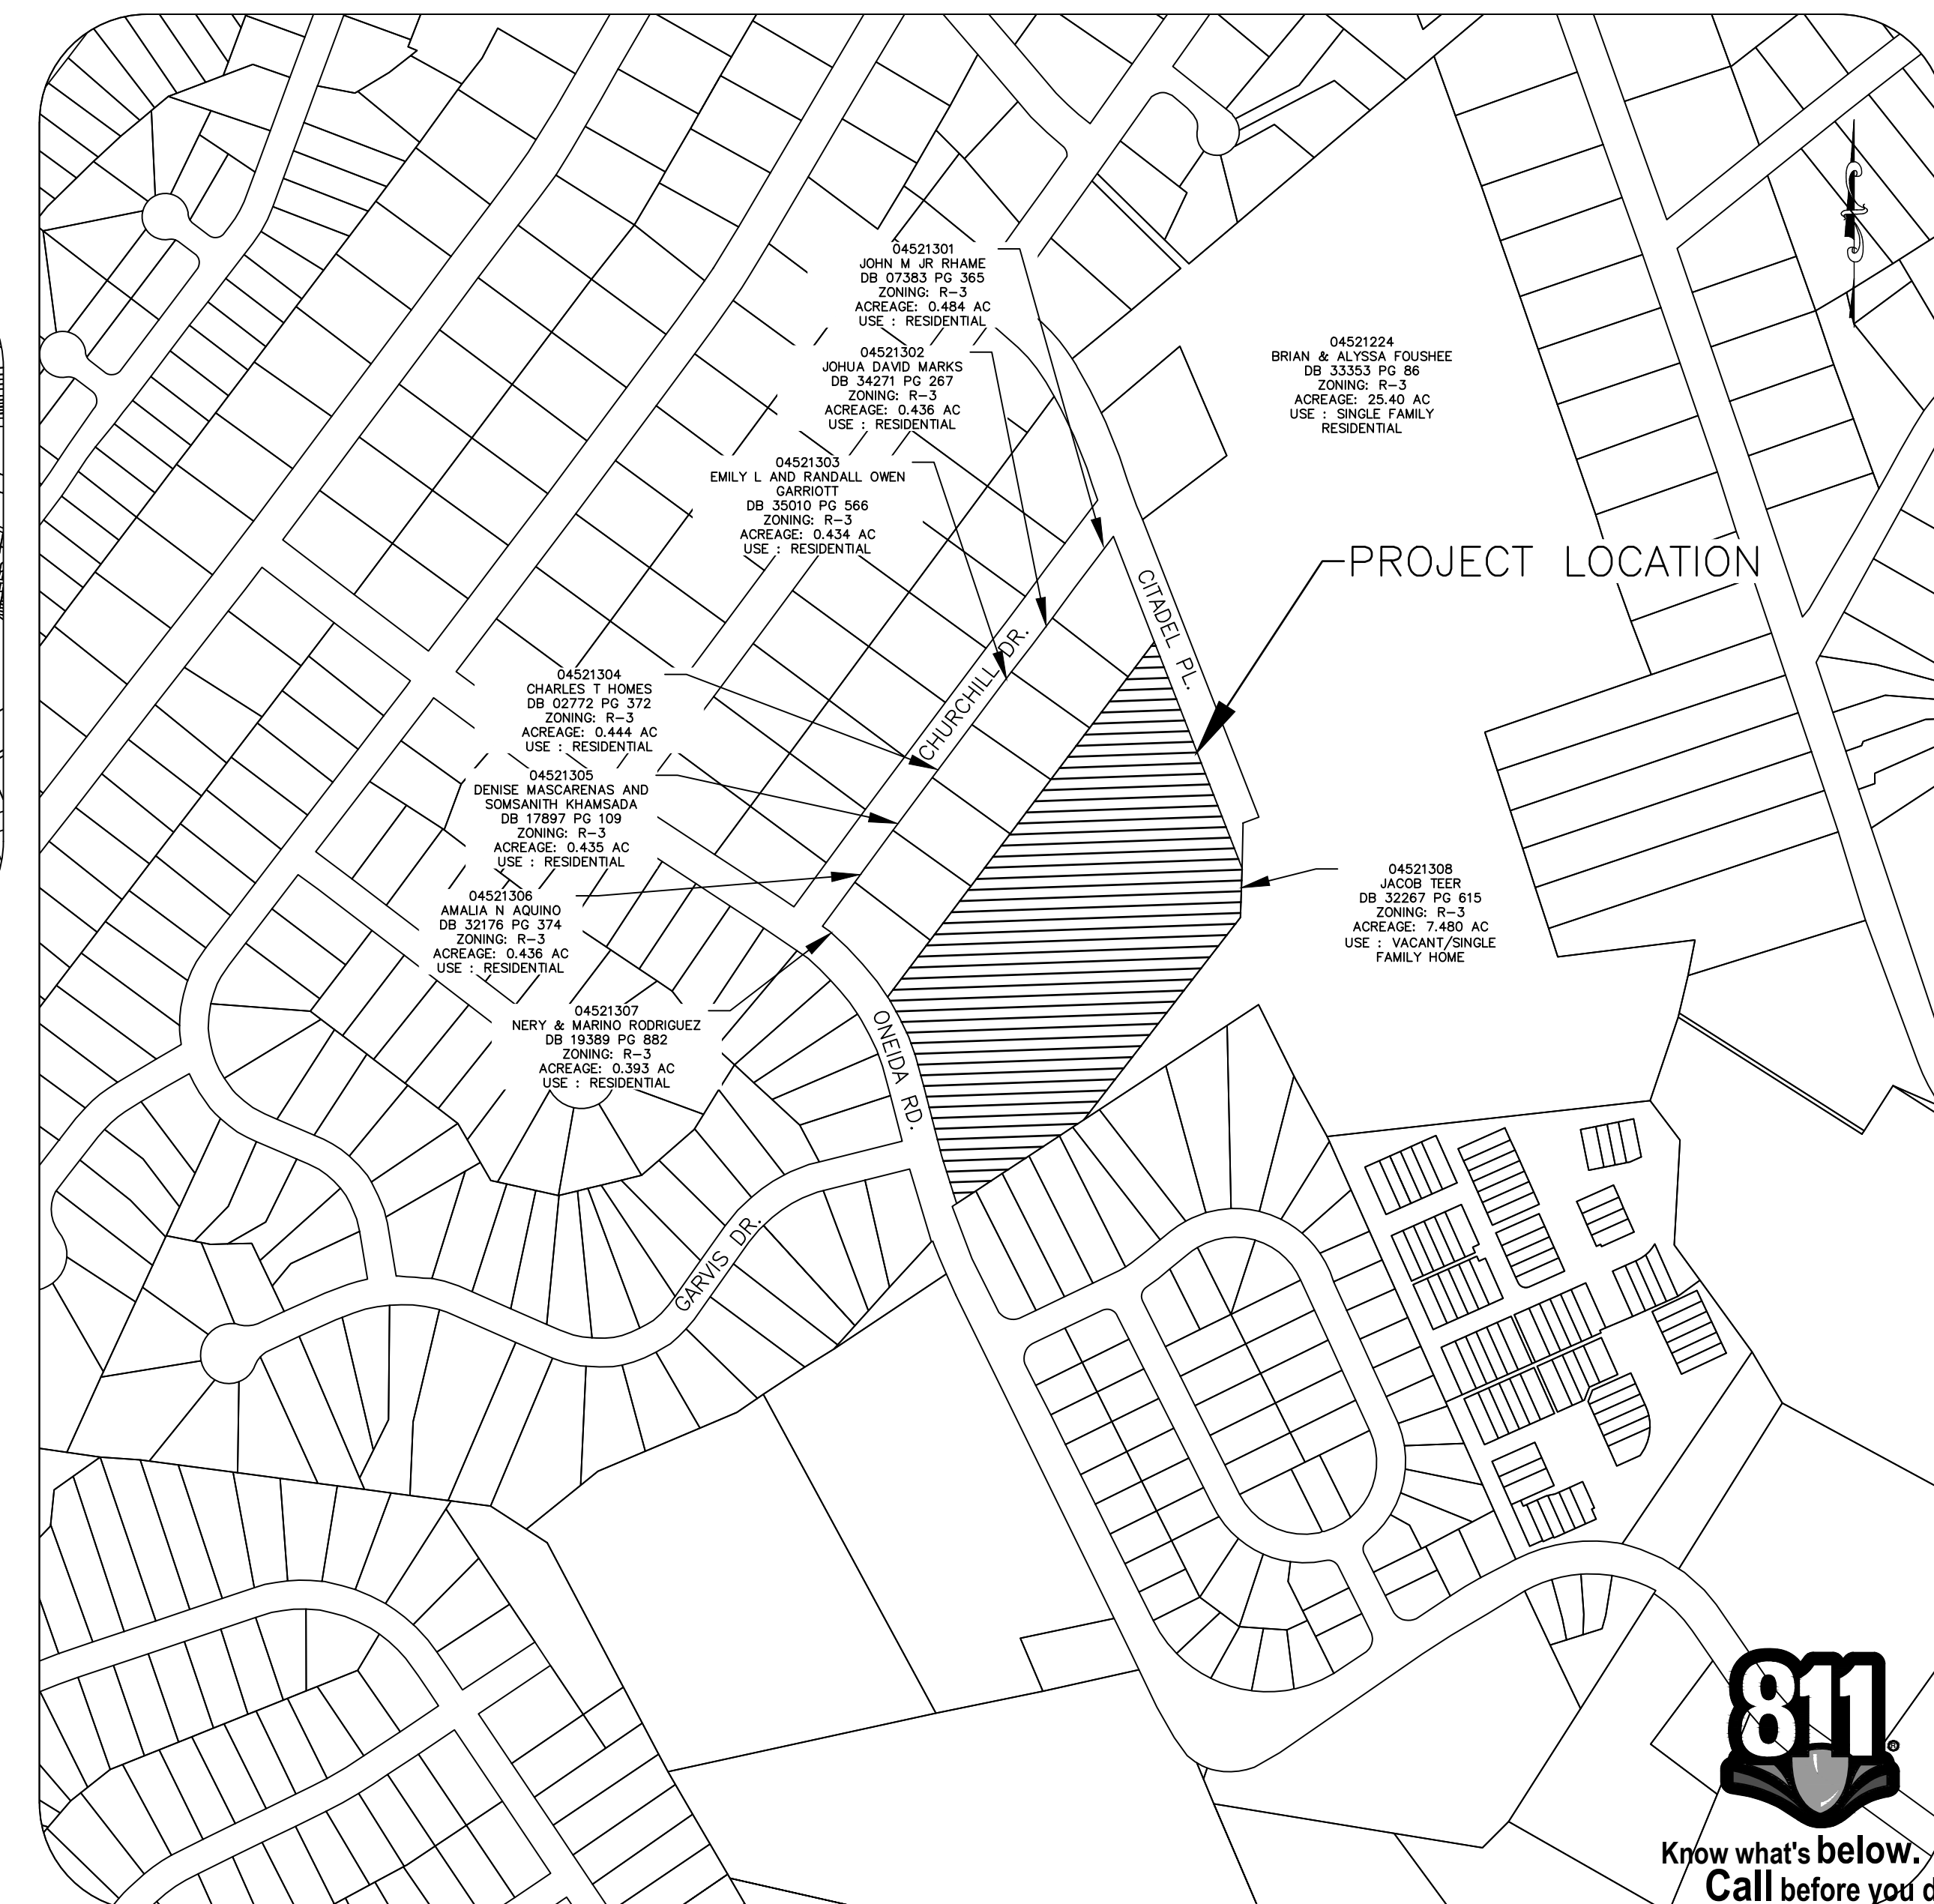 04521301
JOHN M JR RHAME
DB 07383 PG 365
ZONING: R-3
ACREAGE: 0.484 AC
USE : RESIDENTIAL
04521302
JOHUA DAVID MARKS
DB 34271 PG 267
ZONING: R-3
ACREAGE: 0.436 AC
USE : RESIDENTIAL
04521224
BRIAN & ALYSSA FOUSHEE
DB 33353 PG 86
ZONING: R-3
ACREAGE: 25.40 AC
USE : SINGLE FAMILY
RESIDENTIAL
04521303
EMILY L AND RANDALL OWEN
GARRIOTT
DB 35010 PG 566
ZONING: R-3
ACREAGE: 0.434 AC
USE : RESIDENTIAL
PROJECT LOCATION
CITADEL PL.
CHURCHILL DR.
04521304
CHARLES T HOMES
DB 02772 PG 372
ZONING: R-3
ACREAGE: 0.444 AC
USE : RESIDENTIAL
04521305
DENISE MASCARENAS AND
SOMSANITH KHAMSADA
DB 17897 PG 109
ZONING: R-3
ACREAGE: 0.435 AC
USE : RESIDENTIAL
04521306
AMALIA N AQUINO
DB 32176 PG 374
ZONING: R-3
ACREAGE: 0.436 AC
USE : RESIDENTIAL
04521308
JACOB TEER
DB 32267 PG 615
ZONING: R-3
ACREAGE: 7.480 AC
USE : VACANT/SINGLE
FAMILY HOME
04521307
NERY & MARINO RODRIGUEZ
DB 19389 PG 882
ZONING: R-3
ACREAGE: 0.393 AC
USE : RESIDENTIAL
ONEIDA RD.
GARVIS DR.
811®
Know what's below.
Call before you d